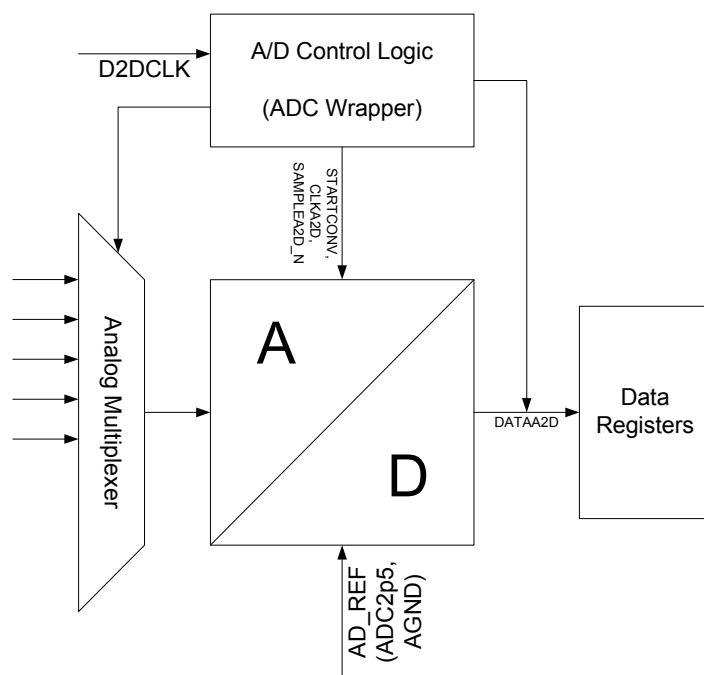 A/D Control Logic
(ADC Wrapper)
D2DCLK
STARTCONV,
CLKA2D,
SAMPLEA2D_N
Analog Multiplexer
A
D
DATAA2D
Data
Registers
AD_REF
(ADC2p5,
AGND)